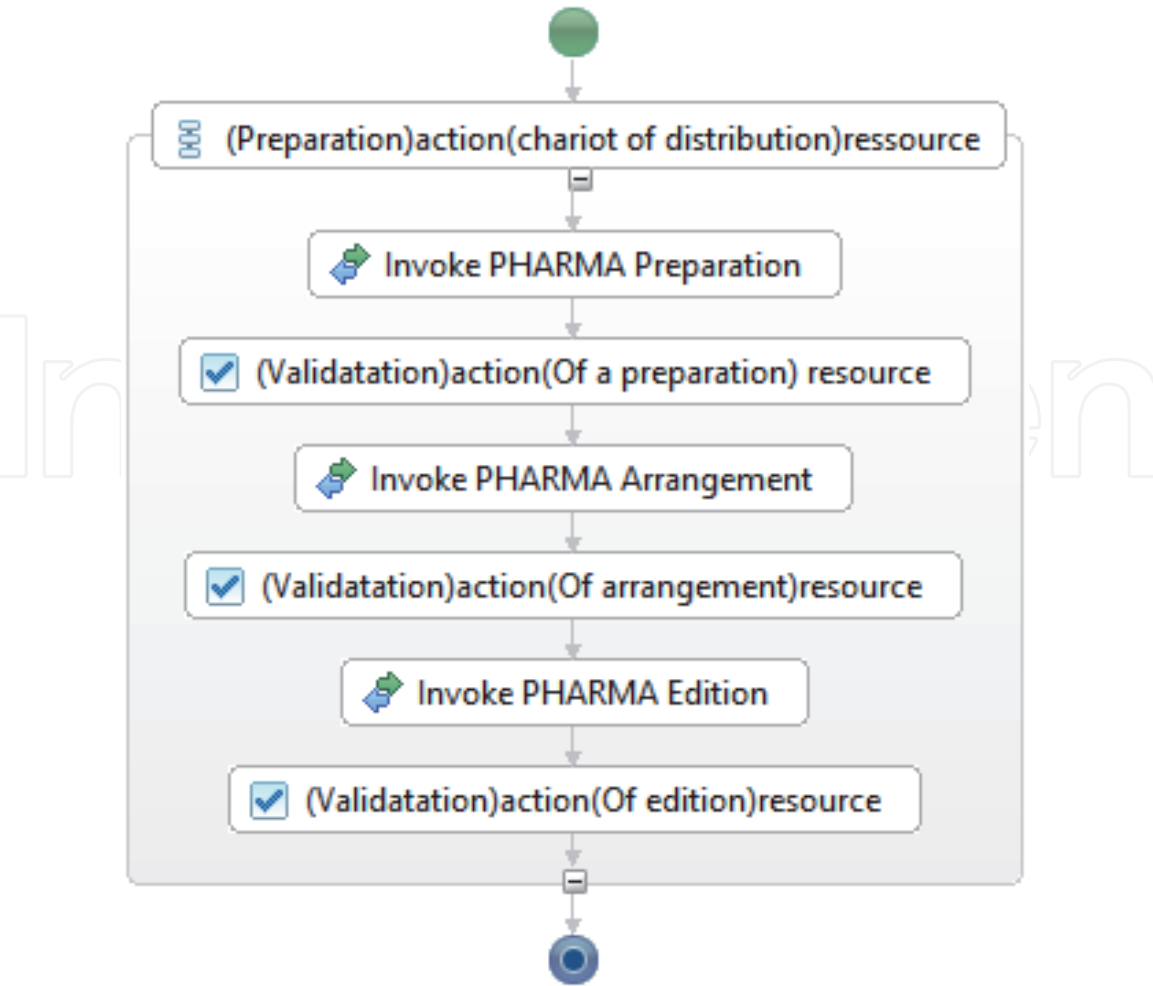 (Preparation)action(chariot of distribution)ressource
Invoke PHARMA Preparation
(Validatation)action(Of a preparation) resource
Invoke PHARMA Arrangement
(Validatation)action(Of arrangement)resource
Invoke PHARMA Edition
(Validatation)action(Of edition)resource